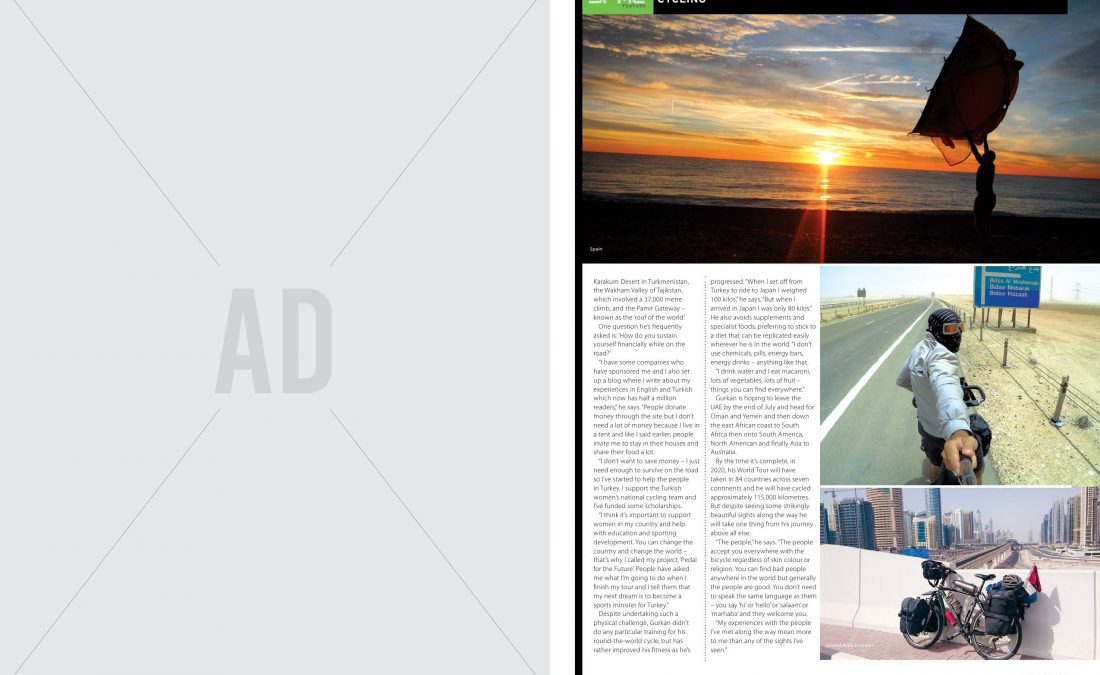 AD
FEATURE
CYCLING
Spain
Karakum Desert in Turkmenistan,
the Wakham Valley of Tajikstan,
which involved a 37,000 metre
climb, and the Pamir Gateway –
known as the 'roof of the world.'
One question he's frequently
asked is: 'How do you sustain
yourself financially while on the
road?'
"I have some companies who
have sponsored me and I also set
up a blog where I write about my
experiences in English and Turkish
which now has half a million
readers," he says. "People donate
money through the site but I don't
need a lot of money because I live in
a tent and like I said earlier, people
invite me to stay in their houses and
share their food a lot.
"I don't want to save money – I just
need enough to survive on the road
so I've started to help the people
in Turkey. I support the Turkish
women's national cycling team and
I've funded some scholarships.
"I think it's important to support
women in my country and help
with education and sporting
development. You can change the
country and change the world –
that's why I called my project, 'Pedal
for the Future'. People have asked
me what I'm going to do when I
finish my tour and I tell them that
my next dream is to become a
sports minister for Turkey."
Despite undertaking such a
physical challenge, Gurkan didn't
do any particular training for his
round-the-world cycle, but has
rather improved his fitness as he's
progressed. "When I set off from
Turkey to ride to Japan I weighed
100 kilos," he says. "But when I
arrived in Japan I was only 80 kilos."
He also avoids supplements and
specialist foods, preferring to stick to
a diet that can be replicated easily
wherever he is in the world. "I don't
use chemicals, pills, energy bars,
energy drinks – anything like that.
"I drink water and I eat macaroni,
lots of vegetables, lots of fruit –
things you can find everywhere."
Gurkan is hoping to leave the
UAE by the end of July and head for
Oman and Yemen and then down
the east African coast to South
Africa then onto South America,
North American and finally Asia to
Australia.
By the time it's complete, in
2020, his World Tour will have
taken in 84 countries across seven
continents and he will have cycled
approximately 115,000 kilometres.
But despite seeing some strikingly
beautiful sights along the way he
will take one thing from his journey
above all else.
"The people," he says. "The people
accept you everywhere with the
bicycle regardless of skin colour or
religion. You can find bad people
anywhere in the world but generally
the people are good. You don't need
to speak the same language as them
– you say 'hi' or 'hello' or 'salaam' or
'marhaba' and they welcome you.
"My experiences with the people
I've met along the way mean more
to me than any of the sights I've
seen."
Bidaa Al Motawaah
Bidaa Mobarak
Bidaa Hazaah
United Arab Emirates